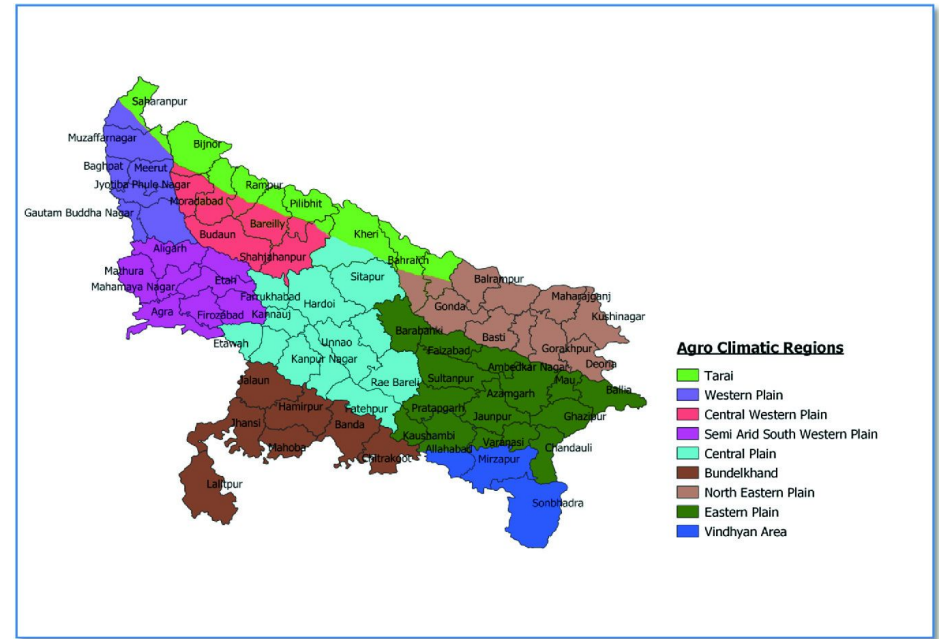 Saharanpur
Muzaffarnagar
Bijnor
Baghpat
Meerut
Jyotiba Phule Nagar
Rampur
Moradabad
Pilibhit
Gautam Buddha Nagar
Bareilly
Budaun
Kheri
Aligarh
Shahjahanpur
Bahraich
Mathura
Etah
Sitapur
Balrampur
Mahamaya Nagar
Farrukhabad
Hardoi
Maharajganj
Agra
Firozabad
Kannauj
Gonda
Kushinagar
Barabanki
Basti
Etawah
Unnao
Faizabad
Gorakhpur
Kanpur Nagar
Ambedkar Nagar
Deoria
Jalaun
Rae Bareli
Sultanpur
Mau
Azamgarh
Ballia
Hamirpur
Fatehpur
Pratapgarh
Jaunpur
Ghazipur
Jhansi
Banda
Kaushambi
Mahoba
Allahabad
Varanasi
Chandauli
Chitrakoot
Mirzapur
Lalitpur
Sonbhadra
Agro Climatic Regions
Tarai
Western Plain
Central Western Plain
Semi Arid South Western Plain
Central Plain
Bundelkhand
North Eastern Plain
Eastern Plain
Vindhyan Area